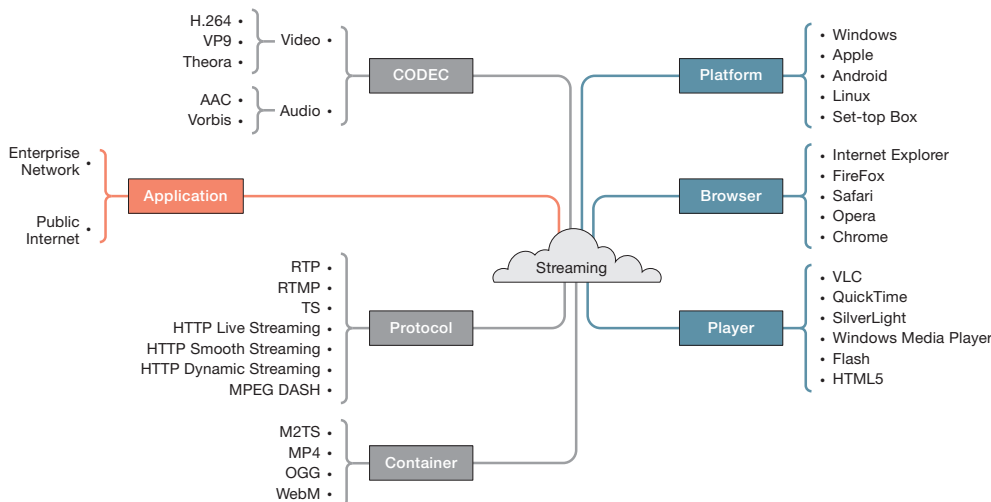 H.264
VP9
Theora
Video
AAC
Vorbis
Audio
CODEC
Enterprise
Network
Public
Internet
Application
RTP
RTMP
TS
HTTP Live Streaming
HTTP Smooth Streaming
HTTP Dynamic Streaming
MPEG DASH
Protocol
M2TS
MP4
OGG
WebM
Container
Streaming
Platform
Windows
Apple
Android
Linux
Set-top Box
Browser
Internet Explorer
FireFox
Safari
Opera
Chrome
Player
VLC
QuickTime
SilverLight
Windows Media Player
Flash
HTML5